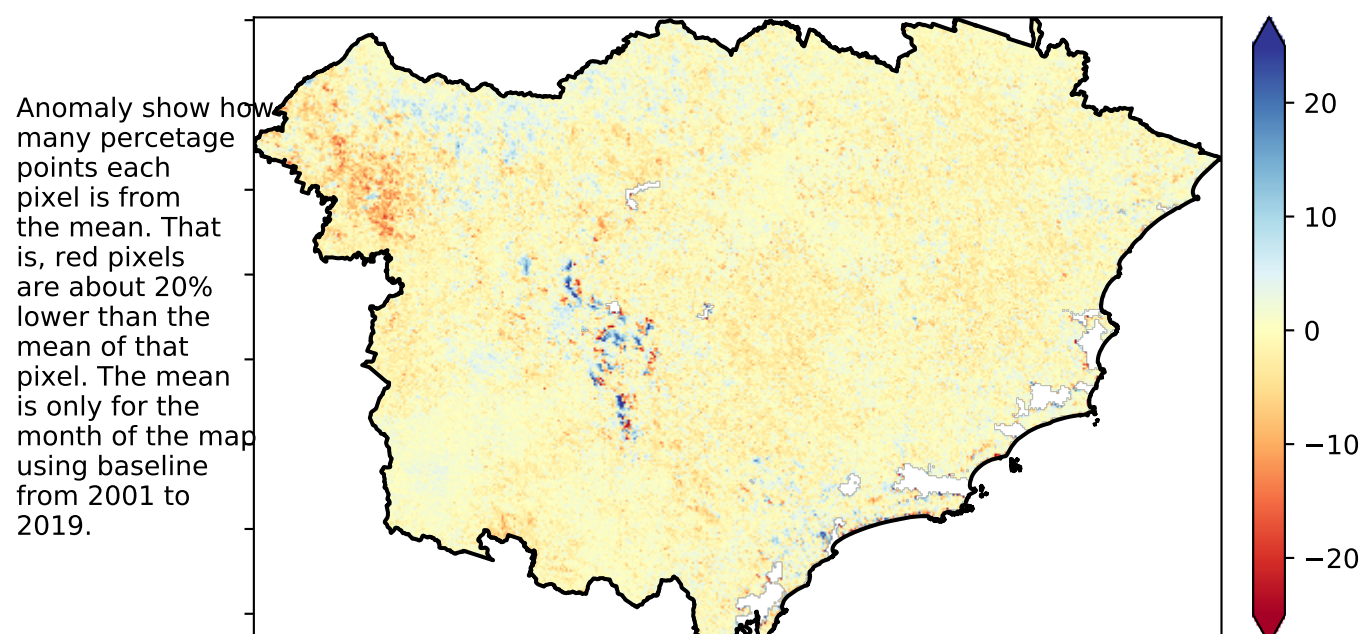 Anomaly show how
many percetage
points each
pixel is from
the mean. That
is, red pixels
are about 20%
lower than the
mean of that
pixel. The mean
is only for the
month of the map
using baseline
from 2001 to
2019.
20
10
0
−10
−20